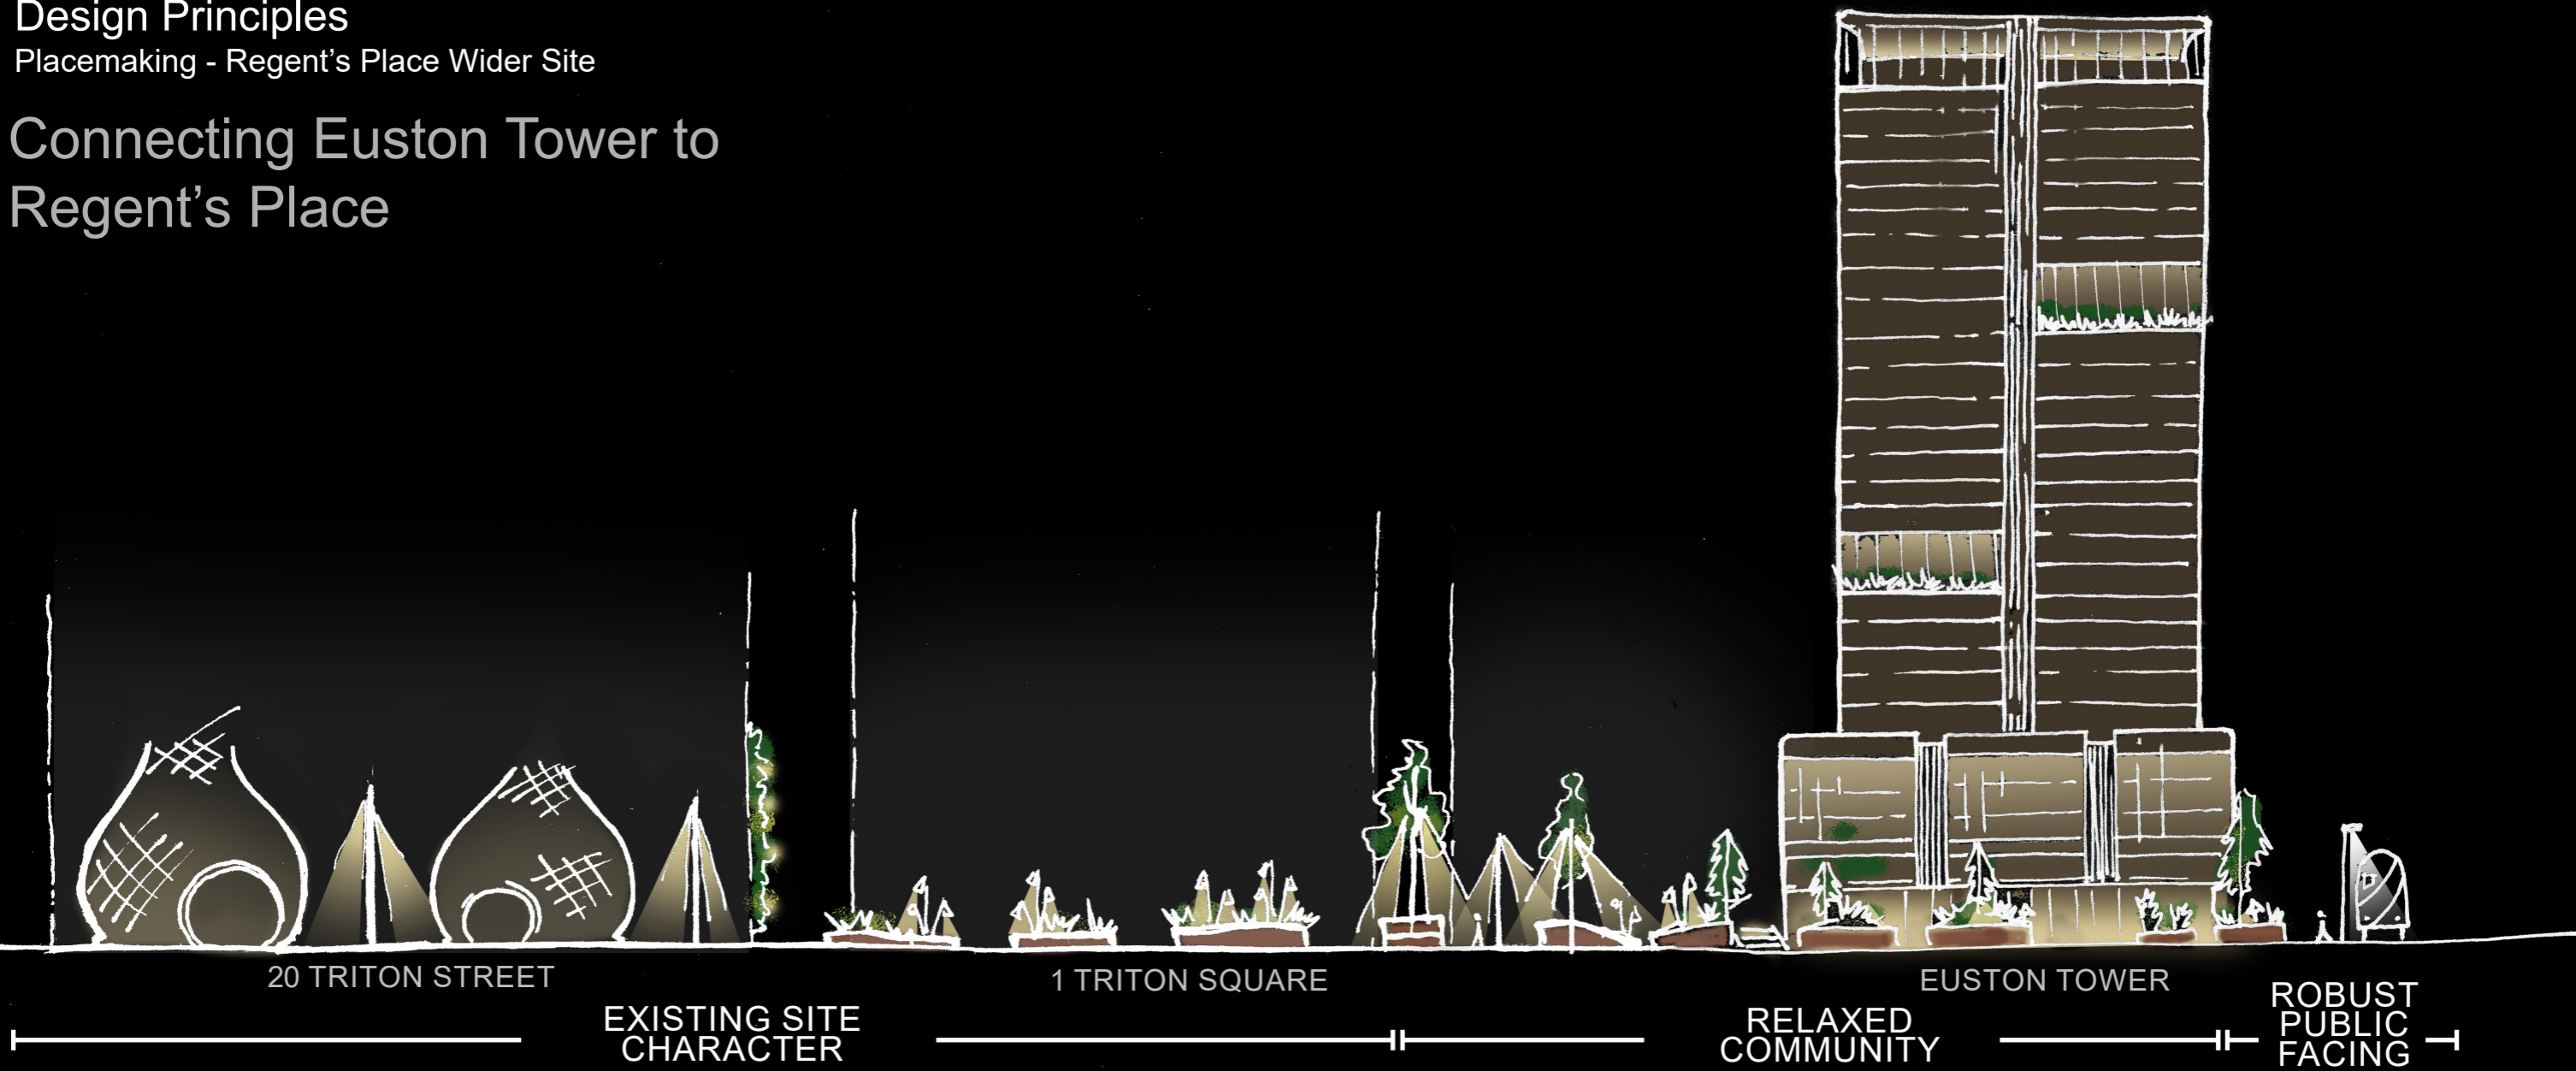 Design Principles
Placemaking - Regent’s Place Wider Site
Connecting Euston Tower to
Regent’s Place
20 TRITON STREET
1 TRITON SQUARE
EUSTON TOWER
EXISTING SITE
CHARACTER
RELAXED
COMMUNITY
ROBUST
PUBLIC
FACING